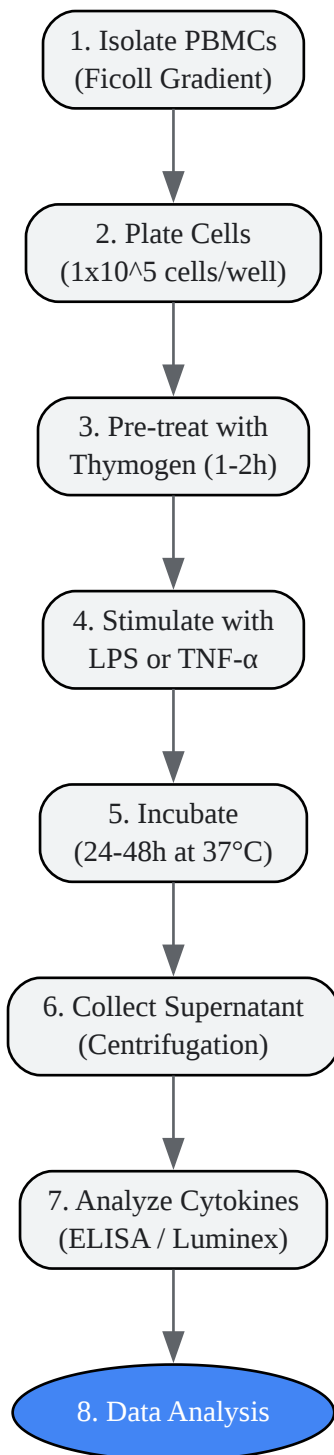 1. Isolate PBMCs
(Ficoll Gradient)
2. Plate Cells
(1x10^5 cells/well)
3. Pre-treat with
Thymogen (1-2h)
4. Stimulate with
LPS or TNF-α
5. Incubate
(24-48h at 37°C)
6. Collect Supernatant
(Centrifugation)
7. Analyze Cytokines
(ELISA / Luminex)
8. Data Analysis